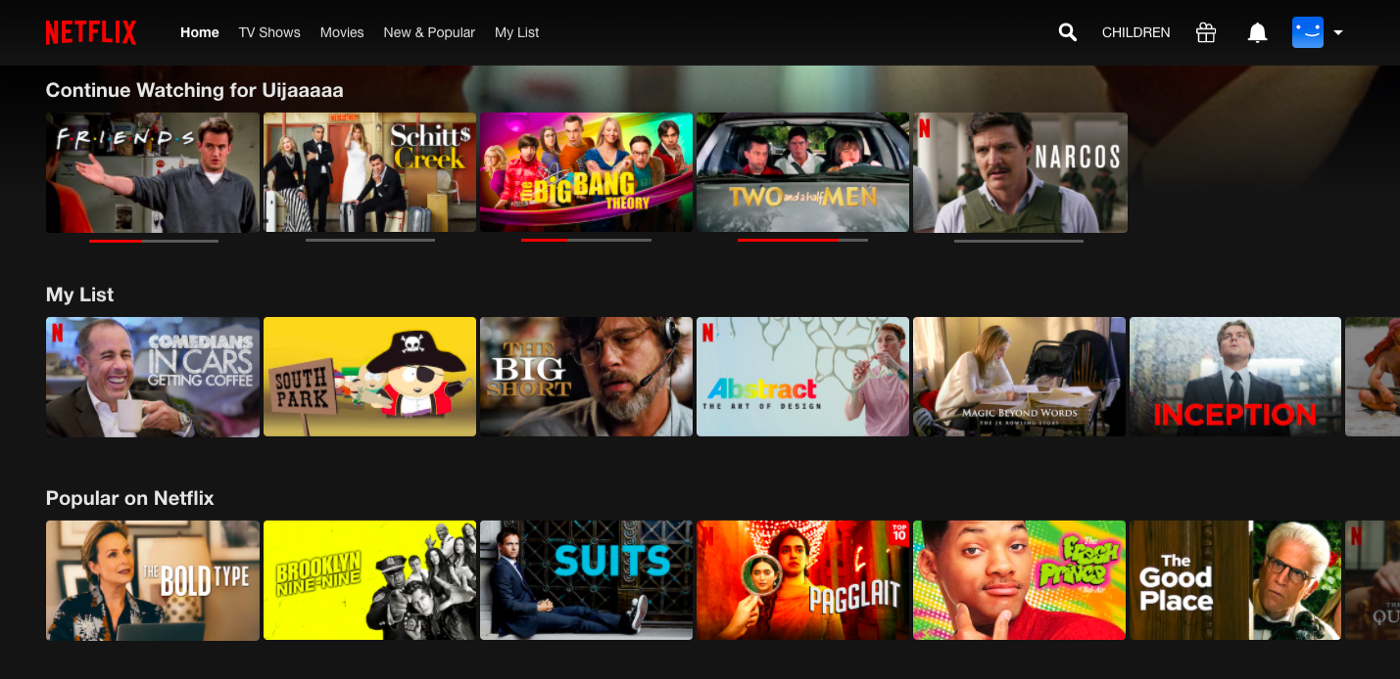 NETFLIX
Home TV Shows Movies New & Popular My List CHILDREN
Continue Watching for Uijaaaaa
F·R·I·E·N·D·S
Schitt$
Creek
the BiG BANG
THEORY
TWO and a half MEN
N
NARCOS
My List
N
COMEDIANS
IN CARS
GETTING COFFEE
SOUTH
PARK
THE
BIG
SHORT
N
Abstract
THE ART OF DESIGN
MAGIC BEYOND WORDS
THE JK ROWLING STORY
INCEPTION
Popular on Netflix
THE BOLD TYPE
BROOKLYN
NINE-NINE
SUITS
N
TOP
10
PAGGLAIT
The
FRESH
PRINCE
of Bel-Air
The
Good
Place
N
THE
QU